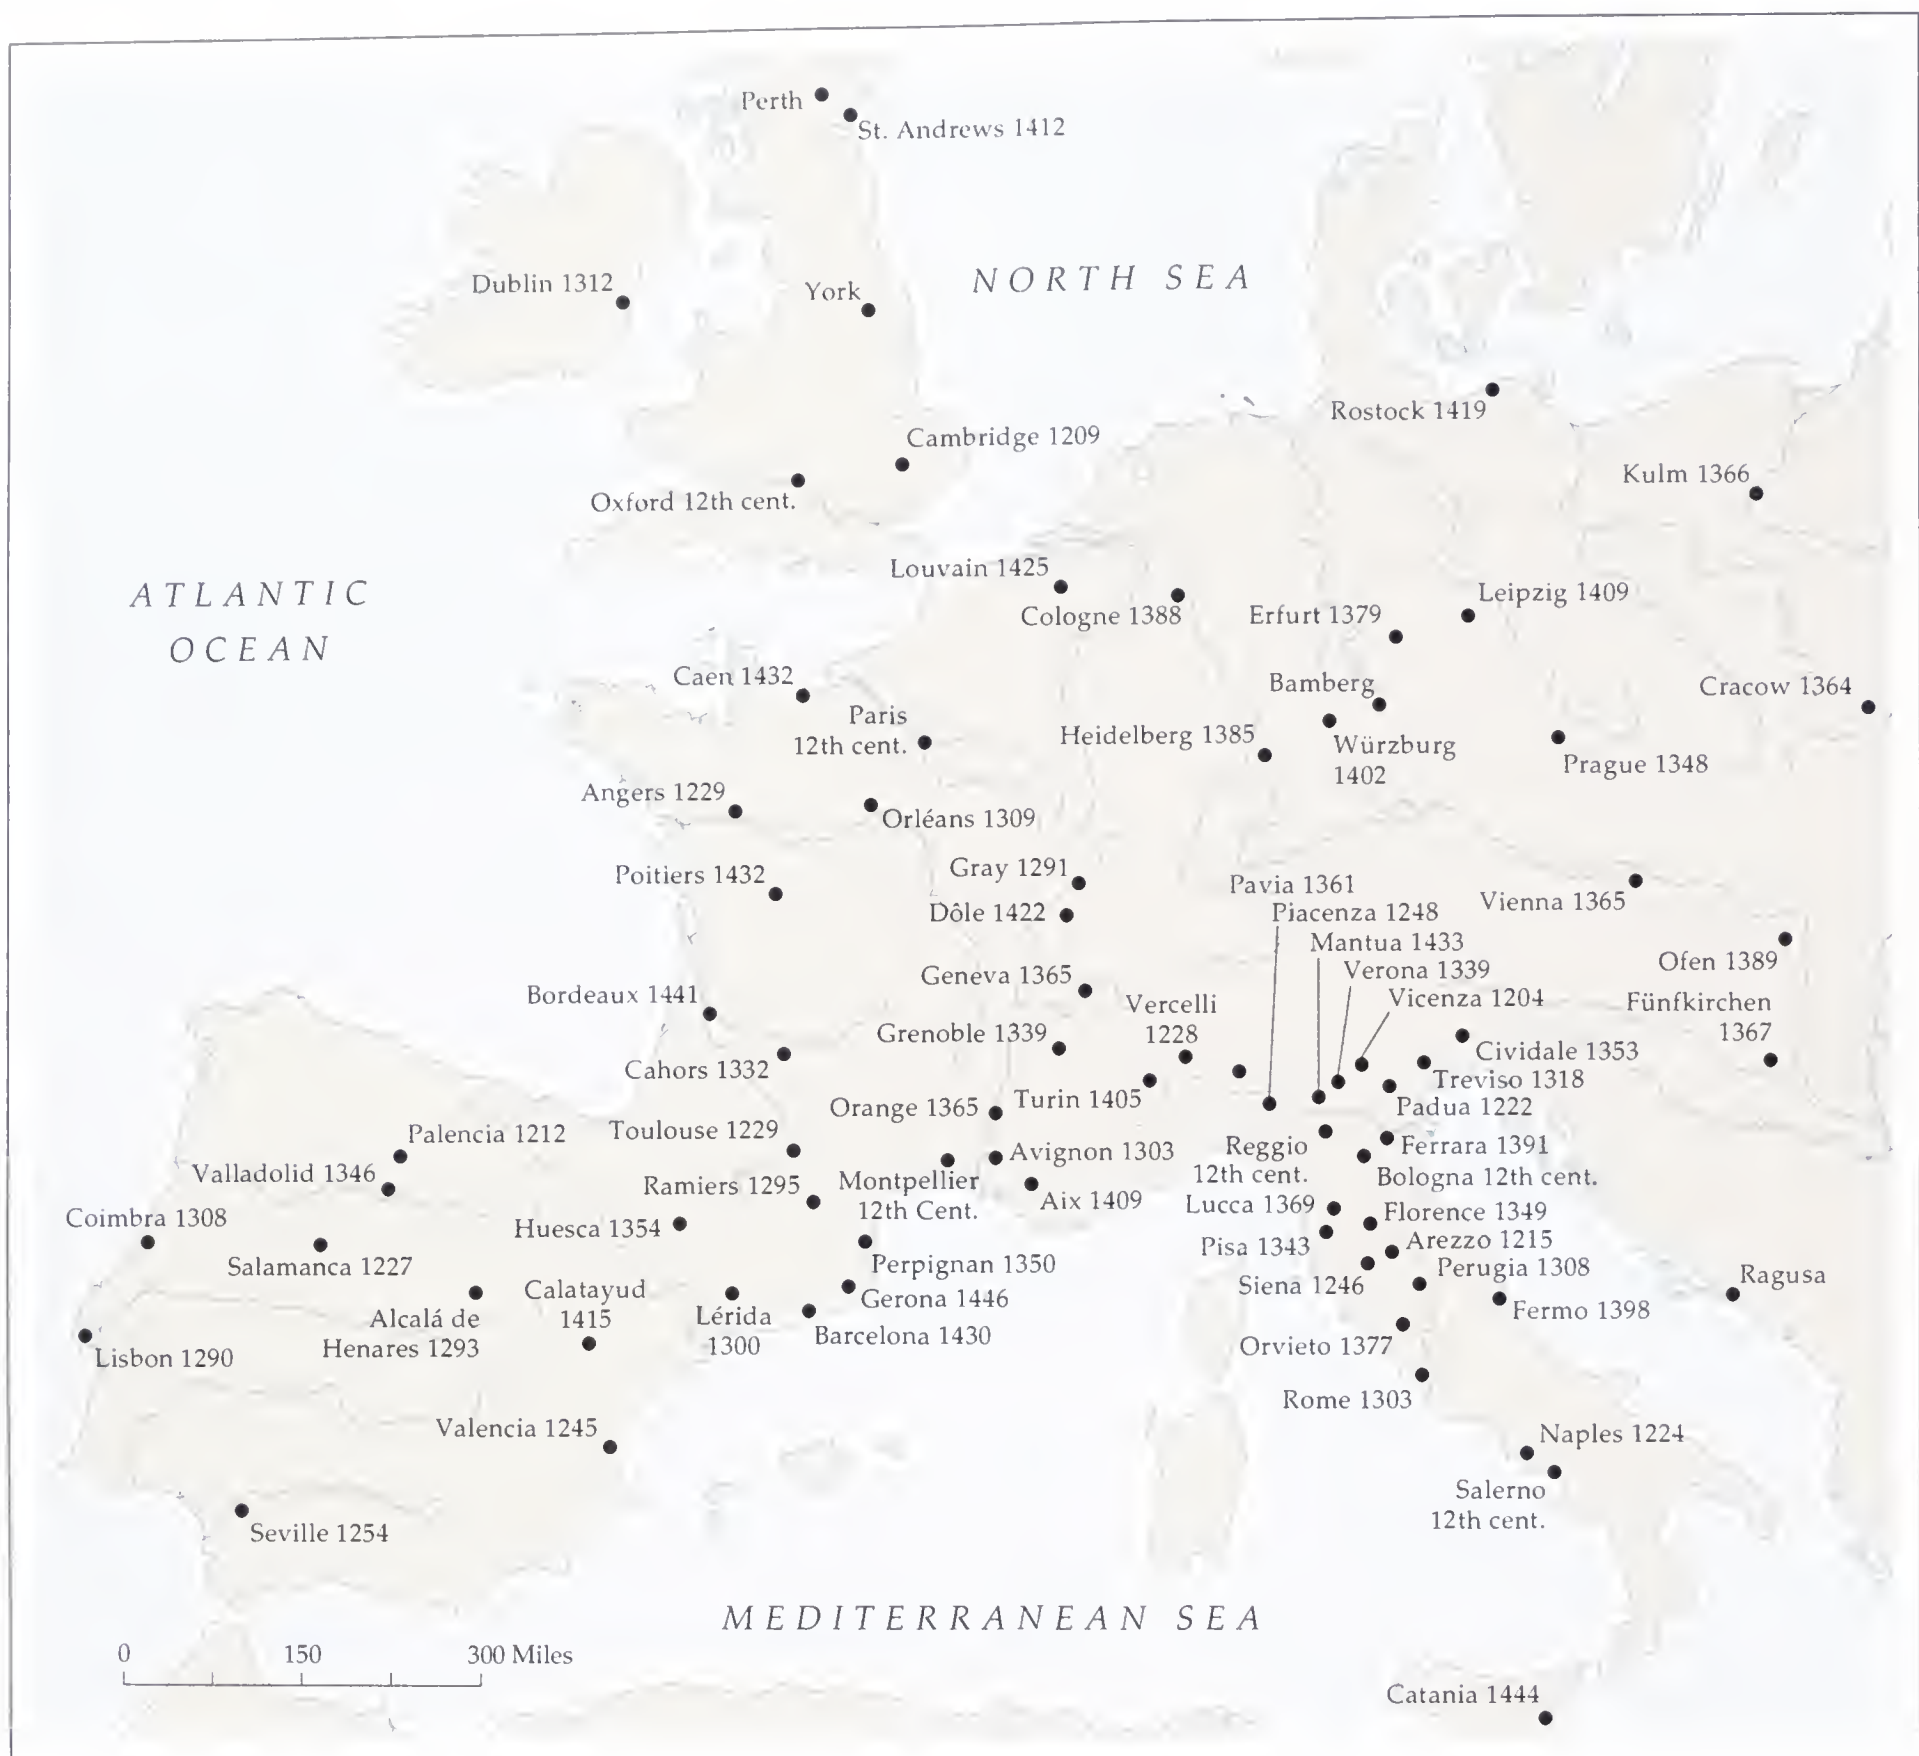 Perth
St. Andrews 1412
Dublin 1312
York
NORTH SEA
Rostock 1419
Cambridge 1209
Kulm 1366
Oxford 12th cent.
Louvain 1425
ATLANTIC
OCEAN
Cologne 1388
Erfurt 1379
Leipzig 1409
Caen 1432
Bamberg
Cracow 1364
Paris
12th cent.
Heidelberg 1385
Würzburg
1402
Prague 1348
Angers 1229
Orléans 1309
Poitiers 1432
Gray 1291
Dôle 1422
Pavia 1361
Piacenza 1248
Mantua 1433
Verona 1339
Vicenza 1204
Vienna 1365
Ofen 1389
Geneva 1365
Bordeaux 1441
Vercelli
1228
Fünfkirchen
1367
Grenoble 1339
Cividale 1353
Cahors 1332
Treviso 1318
Turin 1405
Orange 1365
Padua 1222
Palencia 1212
Toulouse 1229
Avignon 1303
Reggio
12th cent.
Ferrara 1391
Bologna 12th cent.
Valladolid 1346
Ramiers 1295
Montpellier
12th Cent.
Aix 1409
Lucca 1369
Florence 1349
Coimbra 1308
Huesca 1354
Pisa 1343
Arezzo 1215
Salamanca 1227
Perpignan 1350
Siena 1246
Perugia 1308
Ragusa
Alcalá de
Henares 1293
Calatayud
1415
Lérida
1300
Gerona 1446
Fermo 1398
Barcelona 1430
Lisbon 1290
Orvieto 1377
Rome 1303
Valencia 1245
Naples 1224
Salerno
12th cent.
Seville 1254
MEDITERRANEAN SEA
0 150 300 Miles
Catania 1444